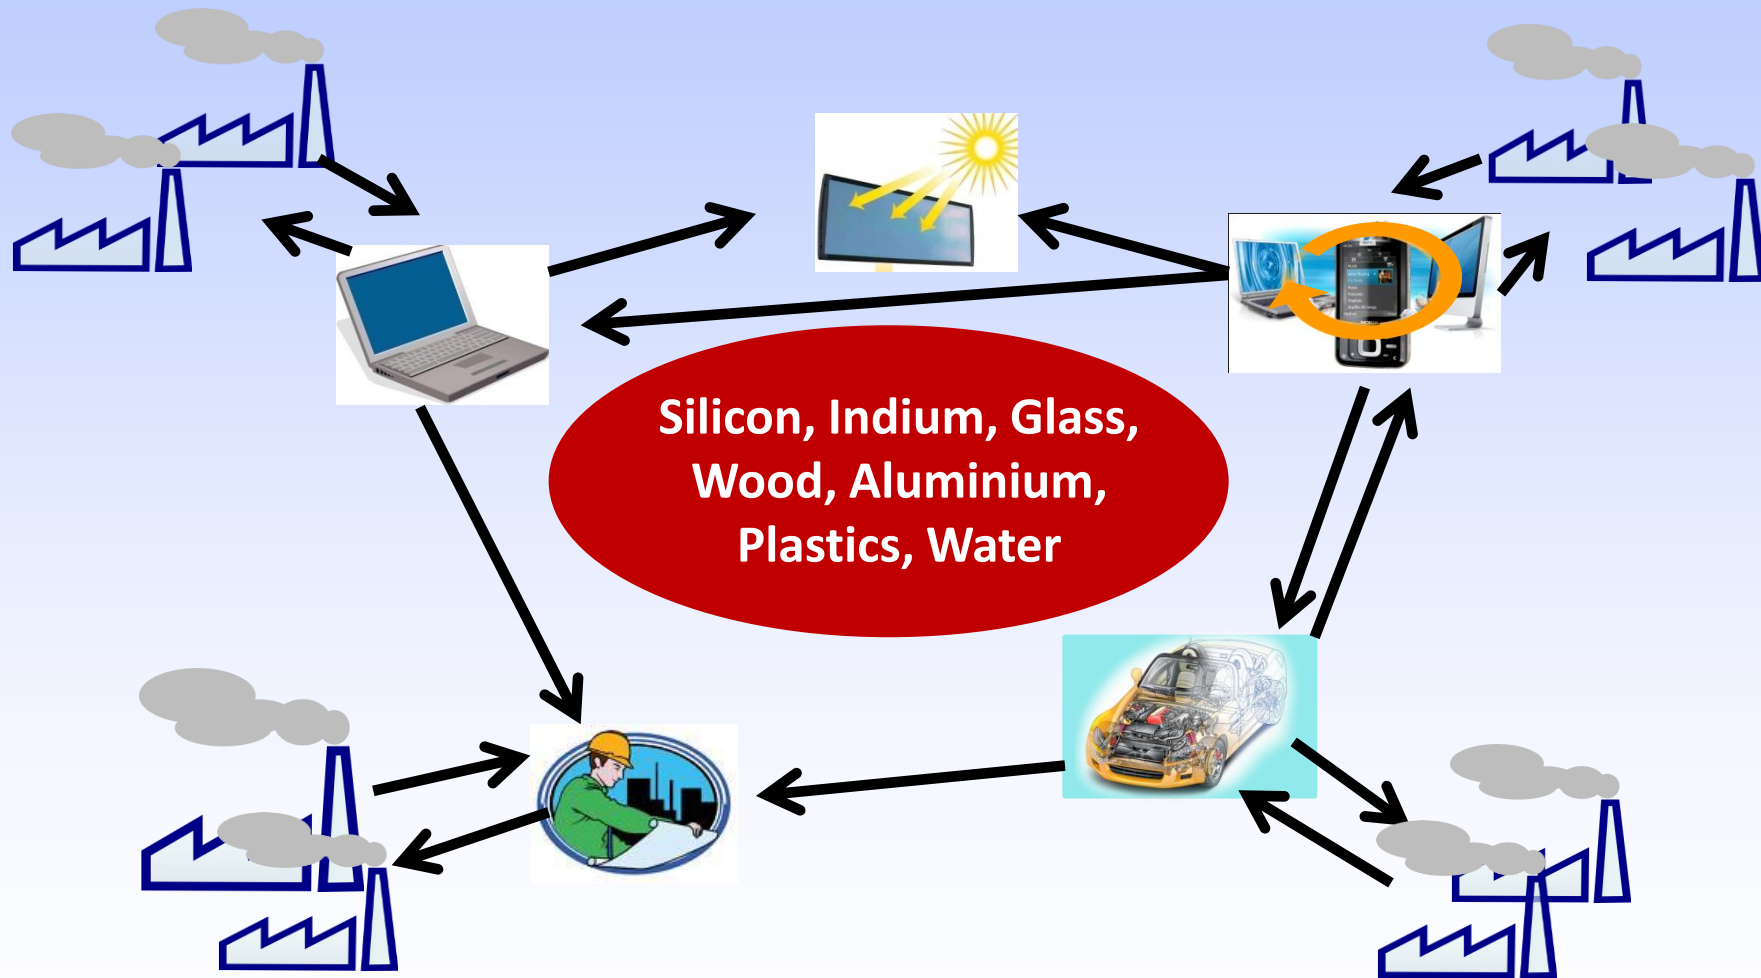 Silicon, Indium, Glass,
Wood, Aluminium,
Plastics, Water